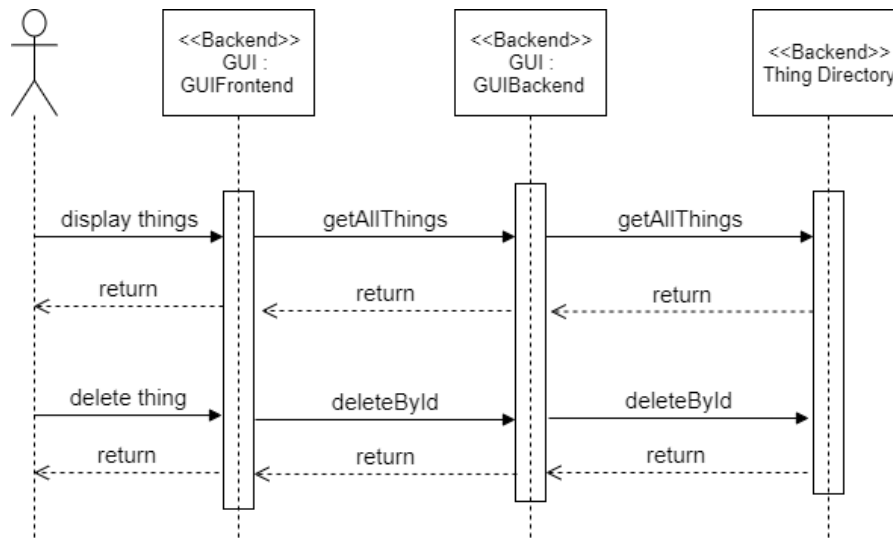 <<Backend>>
GUI :
GUIFrontend
<<Backend>>
GUI :
GUIBackend
<<Backend>>
Thing Directory
display things
getAllThings
getAllThings
return
return
return
delete thing
deleteById
deleteById
return
return
return